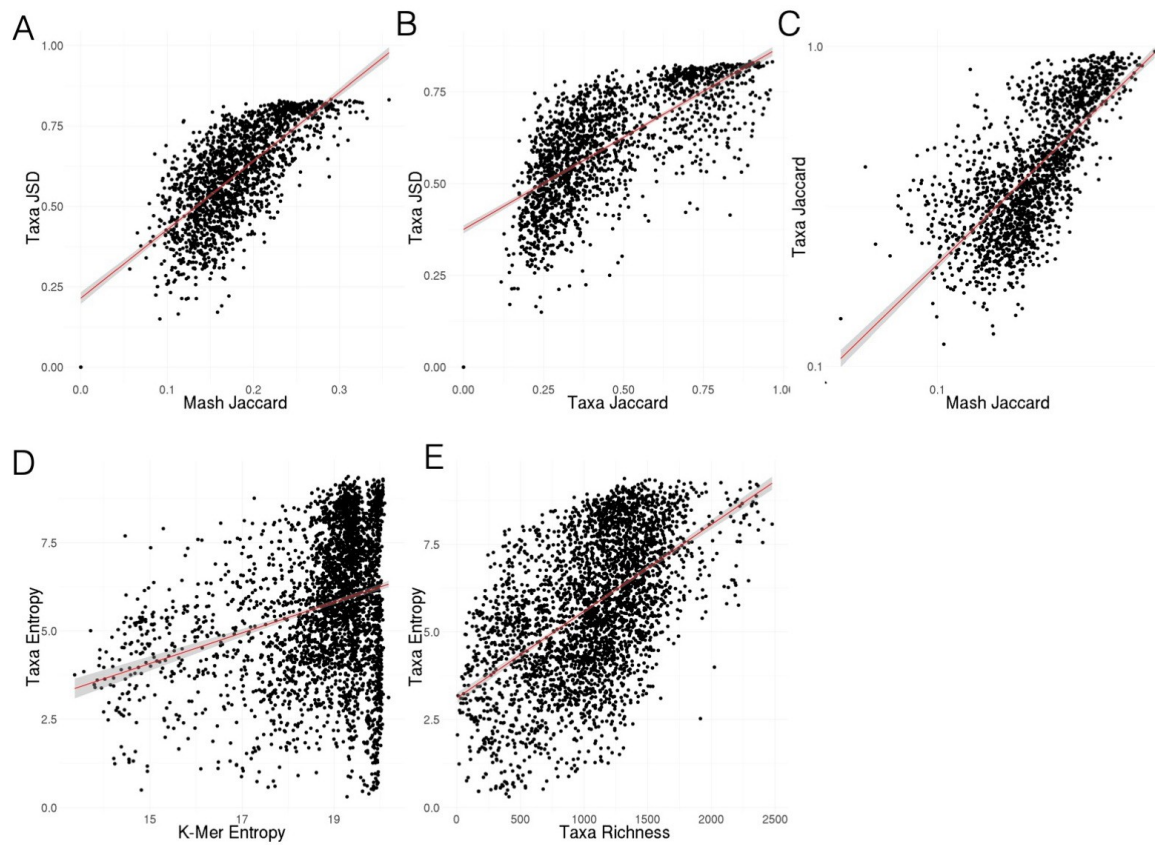 A
Taxa JSD
1.00
0.75
0.50
0.25
0.00
0.0 0.1 0.2 0.3
Mash Jaccard
B
Taxa JSD
0.75
0.50
0.25
0.00
0.00 0.25 0.50 0.75 1.0
Taxa Jaccard
C
Taxa Jaccard
1.0
0.1
0.1
Mash Jaccard
D
Taxa Entropy
7.5
5.0
2.5
0.0
15 17 19
K-Mer Entropy
E
Taxa Entropy
7.5
5.0
2.5
0.0
0 500 1000 1500 2000 2500
Taxa Richness